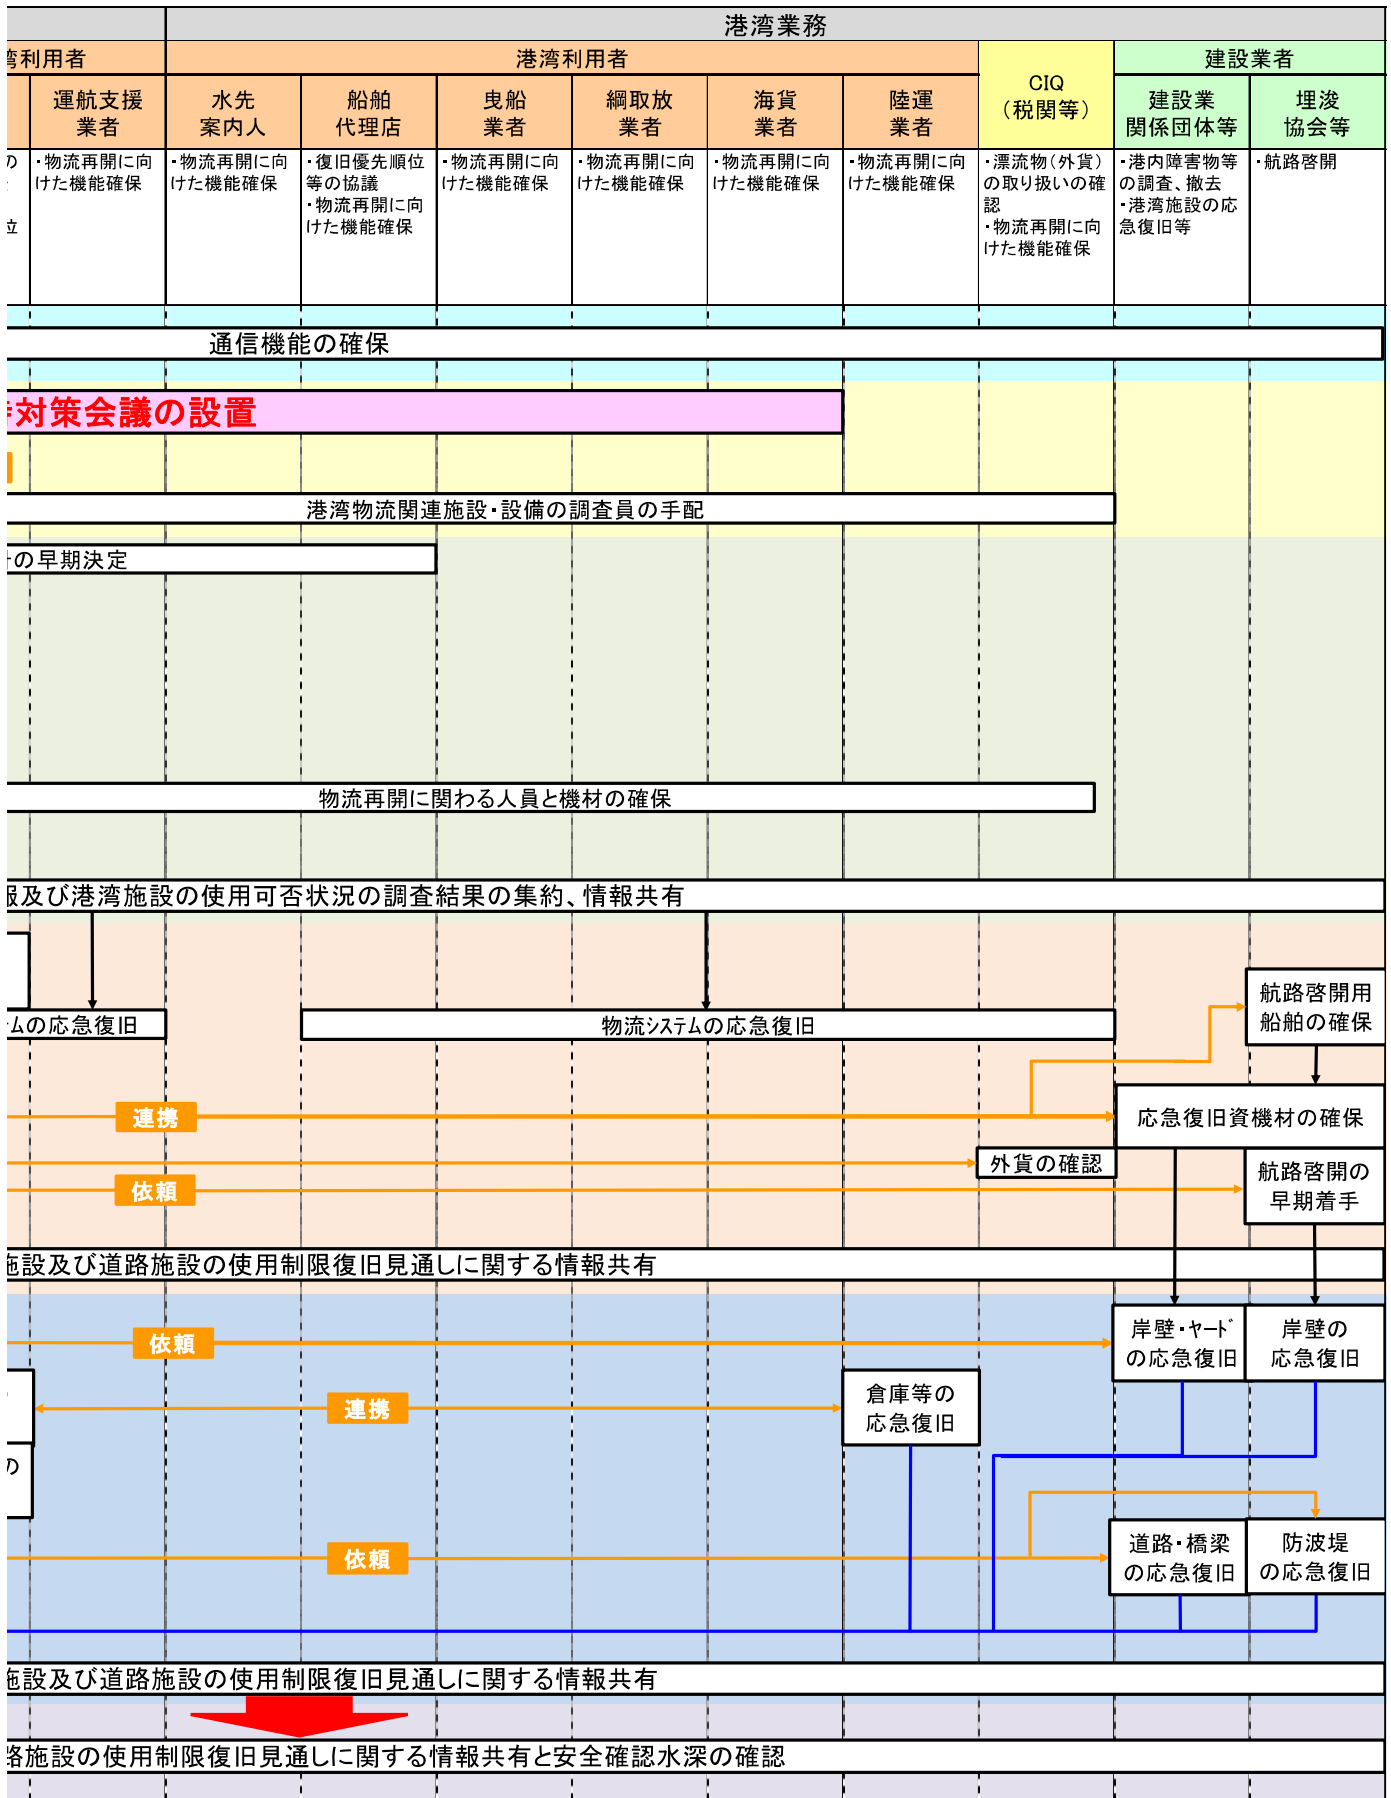 港湾業務
湾利用者
港湾利用者
CIQ
（税関等）
建設業者
運航支援
業者
水先
案内人
船舶
代理店
曳船
業者
綱取放
業者
海貨
業者
陸運
業者
建設業
関係団体等
埋浚
協会等
の
位
・物流再開に向
けた機能確保
・物流再開に向
けた機能確保
・復旧優先順位
等の協議
・物流再開に向
けた機能確保
・物流再開に向
けた機能確保
・物流再開に向
けた機能確保
・物流再開に向
けた機能確保
・物流再開に向
けた機能確保
・漂流物（外貨）
の取り扱いの確
認
・物流再開に向
けた機能確保
・港内障害物等
の調査、撤去
・港湾施設の応
急復旧等
・航路啓開
通信機能の確保
対策会議の設置
港湾物流関連施設・設備の調査員の手配
の早期決定
物流再開に関わる人員と機材の確保
報及び港湾施設の使用可否状況の調査結果の集約、情報共有
航路啓開用
船舶の確保
ムの応急復旧
物流システムの応急復旧
連携
応急復旧資機材の確保
外貨の確認
依頼
航路啓開の
早期着手
施設及び道路施設の使用制限復旧見通しに関する情報共有
依頼
岸壁・ヤード
の応急復旧
岸壁の
応急復旧
連携
倉庫等の
応急復旧
の
依頼
道路・橋梁
の応急復旧
防波堤
の応急復旧
施設及び道路施設の使用制限復旧見通しに関する情報共有
路施設の使用制限復旧見通しに関する情報共有と安全確認水深の確認